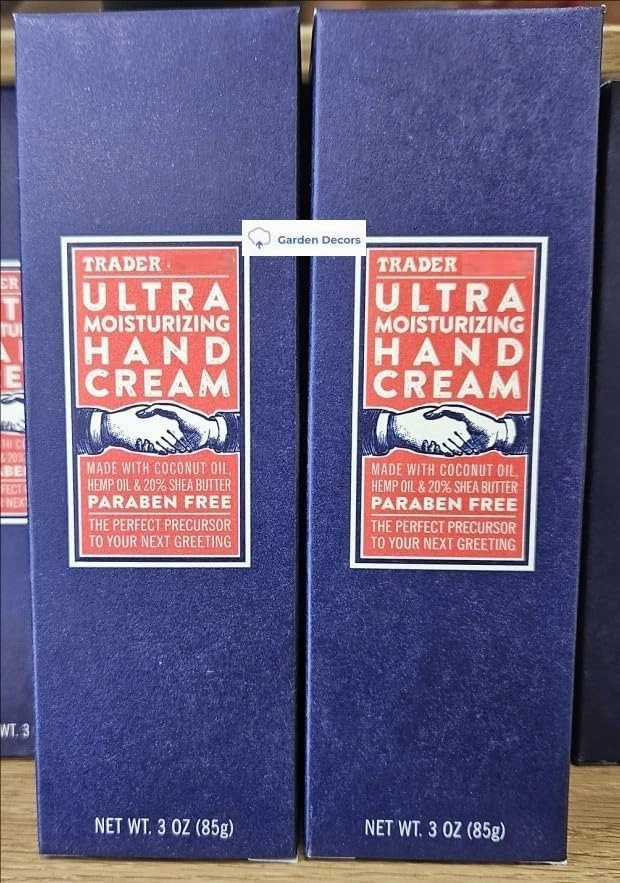 Garden Decors
TRADER
ULTRA
MOISTURIZING
HAND
CREAM
MADE WITH COCONUT OIL,
HEMP OIL & 20% SHEA BUTTER
PARABEN FREE
THE PERFECT PRECURSOR
TO YOUR NEXT GREETING
NET WT. 3 OZ (85g)
TRADER
ULTRA
MOISTURIZING
HAND
CREAM
MADE WITH COCONUT OIL,
HEMP OIL & 20% SHEA BUTTER
PARABEN FREE
THE PERFECT PRECURSOR
TO YOUR NEXT GREETING
NET WT. 3 OZ (85g)
WT. 3